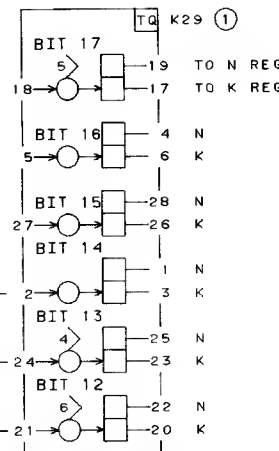 TQ K29 1
BIT 17
5
19 TO N REG
18 17 TO K REG
BIT 16
4 N
5 6 K
BIT 15
28 N
27 26 K
BIT 14
1 N
2 3 K
BIT 13
4
25 N
24 23 K
BIT 12
6
22 N
21 20 K